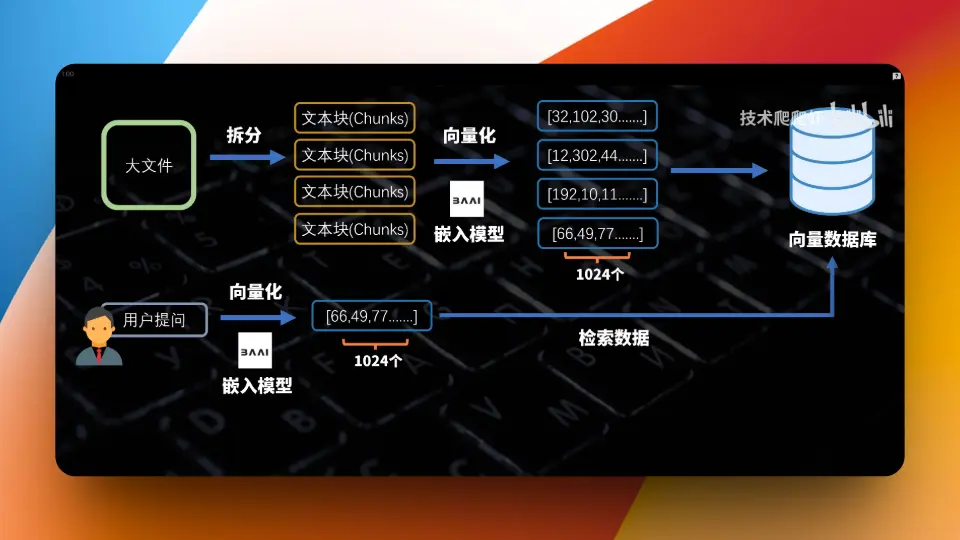 100
技术爬爬虾
大文件
拆分
文本块(Chunks)
文本块(Chunks)
文本块(Chunks)
文本块(Chunks)
向量化
BAAI
嵌入模型
[32,102,30.......]
[12,302,44.......]
[192,10,11.......]
[66,49,77.......]
1024个
向量数据库
用户提问
向量化
BAAI
嵌入模型
[66,49,77.......]
1024个
检索数据